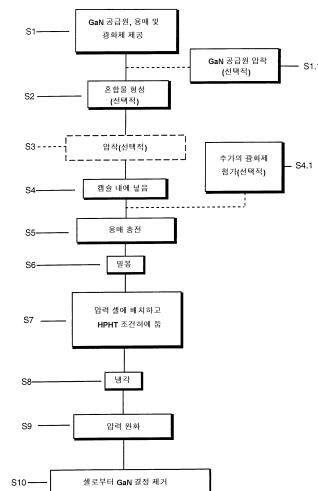 S1
GaN 공급원, 용매 및
광화제 제공
GaN 공급원 압착
(선택적)
S1.1
S2
혼합물 형성
(선택적)
S3
압착(선택적)
추가의 광화제
첨가(선택적)
S4.1
S4
캡슐 내에 넣음
S5
용매 충전
S6
밀봉
S7
압력 셀에 배치하고
HPHT 조건하에 둠
S8
냉각
S9
압력 완화
S10
셀로부터 GaN 결정 제거